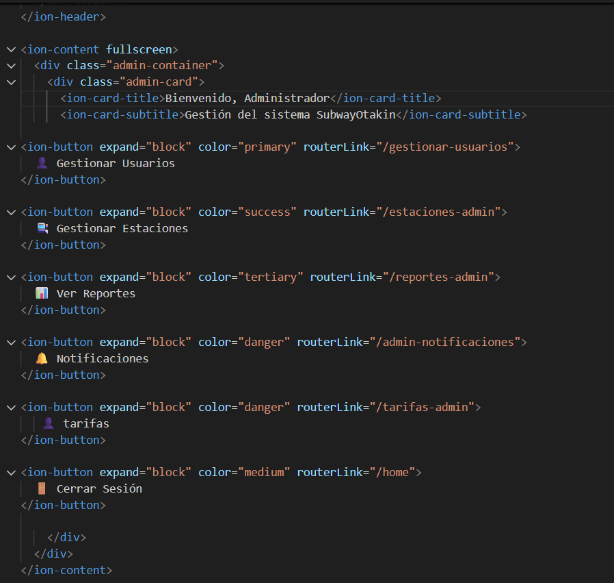 </ion-header>
<ion-content fullscreen>
<div class="admin-container">
<div class="admin-card">
<ion-card-title>Bienvenido, Administrador</ion-card-title>
<ion-card-subtitle>Gestión del sistema SubwayOtakin</ion-card-subtitle>
<ion-button expand="block" color="primary" routerLink="/gestionar-usuarios">
👤 Gestionar Usuarios
</ion-button>
<ion-button expand="block" color="success" routerLink="/estaciones-admin">
🚉 Gestionar Estaciones
</ion-button>
<ion-button expand="block" color="tertiary" routerLink="/reportes-admin">
📊 Ver Reportes
</ion-button>
<ion-button expand="block" color="danger" routerLink="/admin-notificaciones">
🔔 Notificaciones
</ion-button>
<ion-button expand="block" color="danger" routerLink="/tarifas-admin">
👤 tarifas
</ion-button>
<ion-button expand="block" color="medium" routerLink="/home">
🚪 Cerrar Sesión
</ion-button>
</div>
</div>
</ion-content>